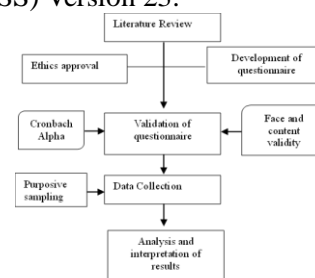 SS) Version 23.
Literature Review
Ethics approval
Development of
questionnaire
Cronbach
Alpha
Validation of
questionnaire
Face and
content
validity
Purposive
sampling
Data Collection
Analysis and
interpretation of
results